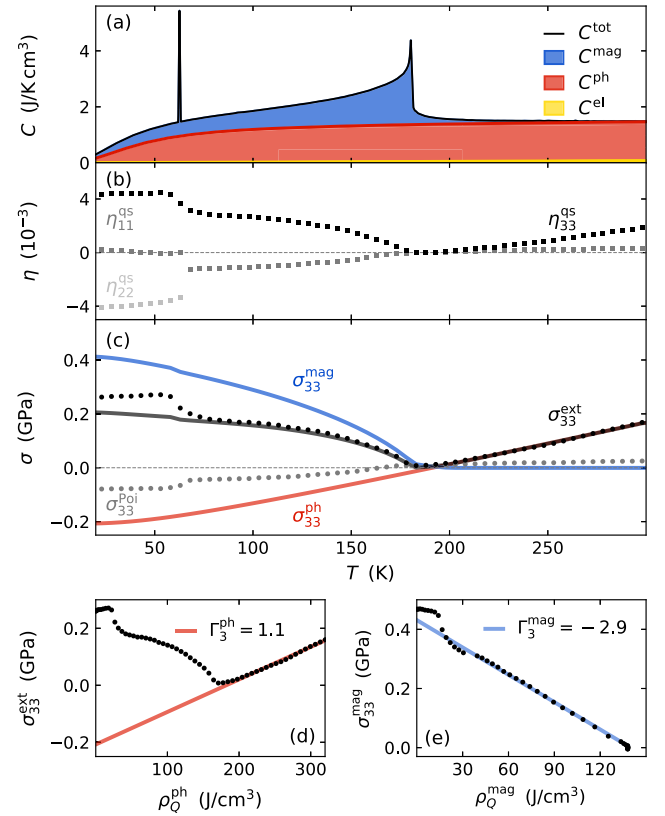 (a)
C^tot
C^mag
C^ph
C^el
C (J/K cm³)
4
2
0
(b)
η₁₁^qs
η₂₂^qs
η₃₃^qs
η (10⁻³)
4
0
−4
(c)
σ₃₃^mag
σ₃₃^ext
σ₃₃^Poi
σ₃₃^ph
σ (GPa)
0.4
0.2
0.0
−0.2
50 100 150 200 250
T (K)
(d)
Γ₃^ph = 1.1
σ₃₃^ext (GPa)
0.2
0.0
−0.2
0 100 200 300
ρ_Q^ph (J/cm³)
(e)
Γ₃^mag = −2.9
σ₃₃^mag (GPa)
0.4
0.2
0.0
30 60 90 120
ρ_Q^mag (J/cm³)